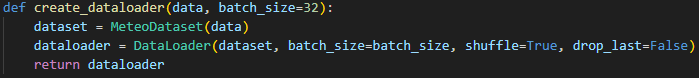 def create_dataloader(data, batch_size=32):
    dataset = MeteoDataset(data)
    dataloader = DataLoader(dataset, batch_size=batch_size, shuffle=True, drop_last=False)
    return dataloader